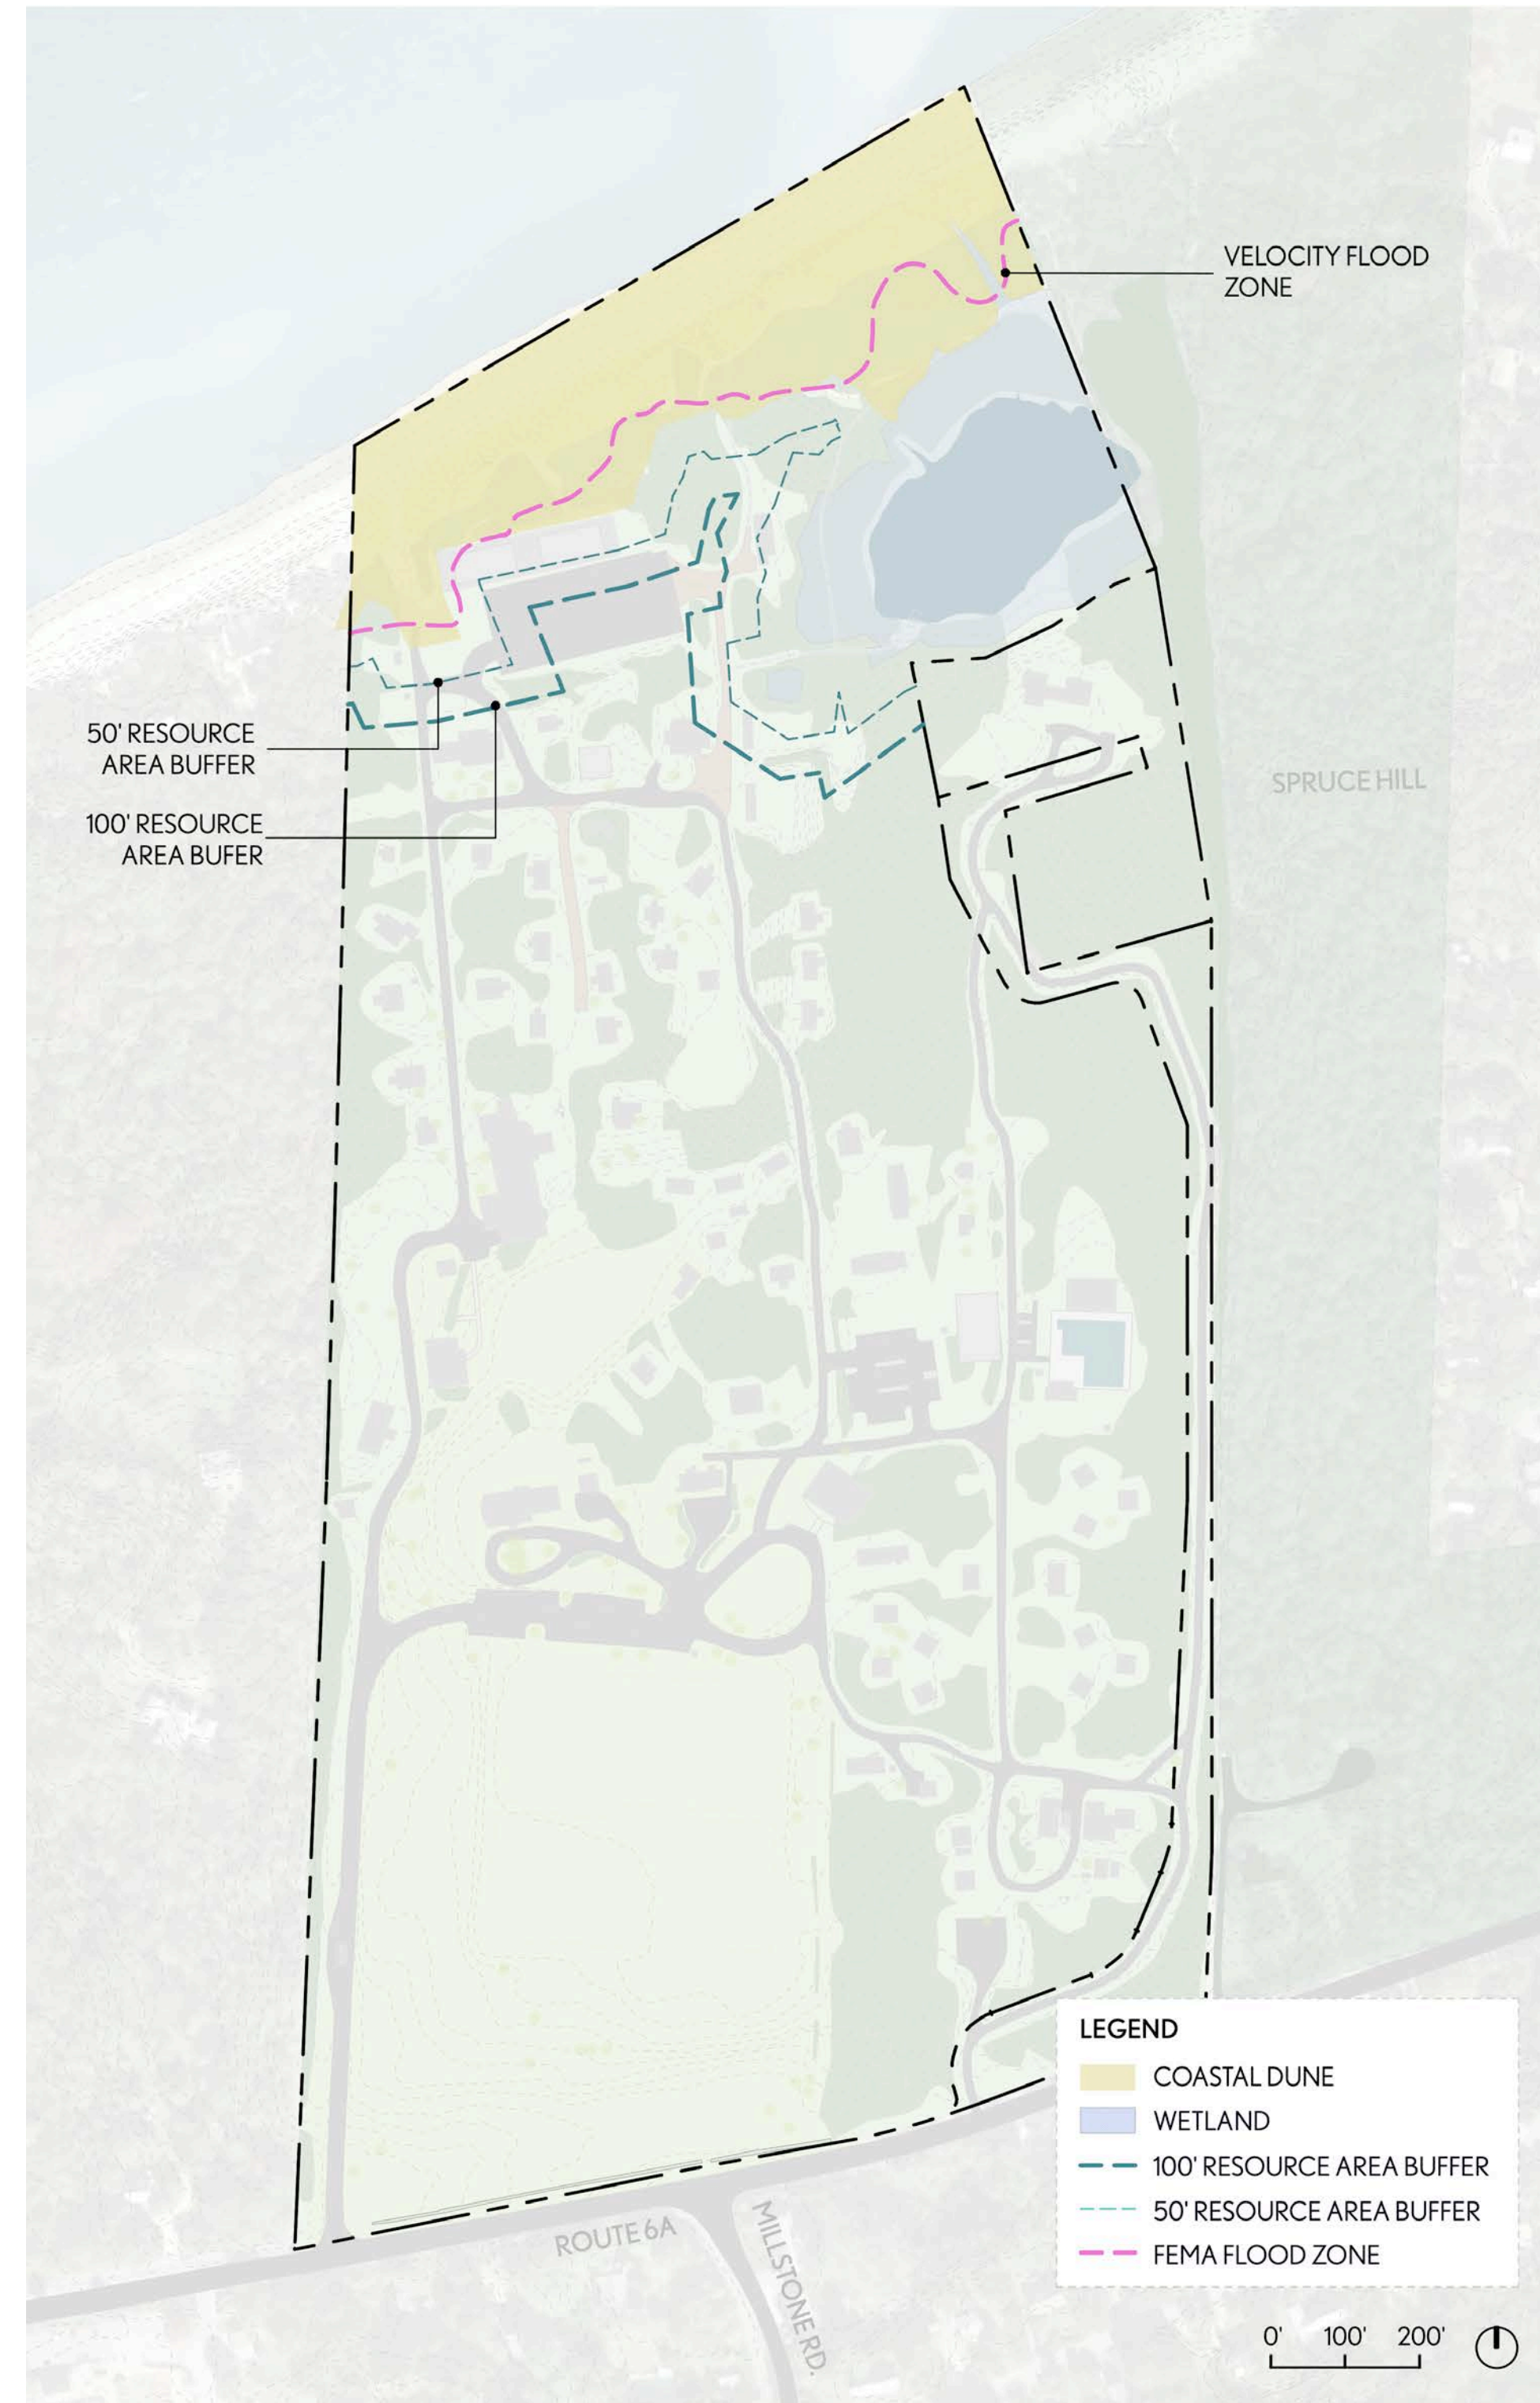 VELOCITY FLOOD
ZONE
50' RESOURCE
AREA BUFFER
SPRUCE HILL
100' RESOURCE
AREA BUFER
LEGEND
COASTAL DUNE
WETLAND
100' RESOURCE AREA BUFFER
50' RESOURCE AREA BUFFER
FEMA FLOOD ZONE
ROUTE 6A
MILLSTONE RD.
0' 100' 200'